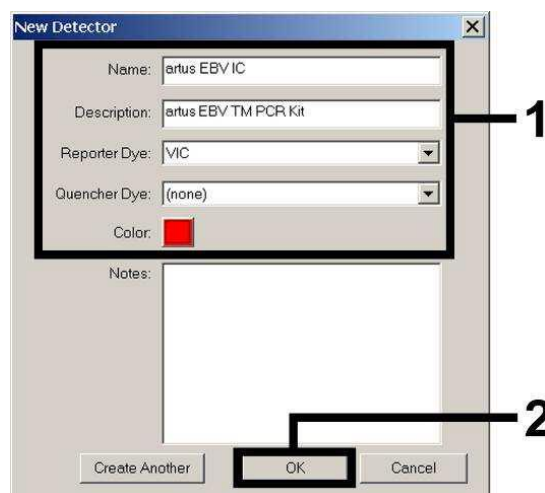 New Detector
Name: artus EBV IC
Description: artus EBV TM PCR Kit
Reporter Dye: VIC
Quencher Dye: (none)
Color:
Notes:
1
2
Create Another OK Cancel